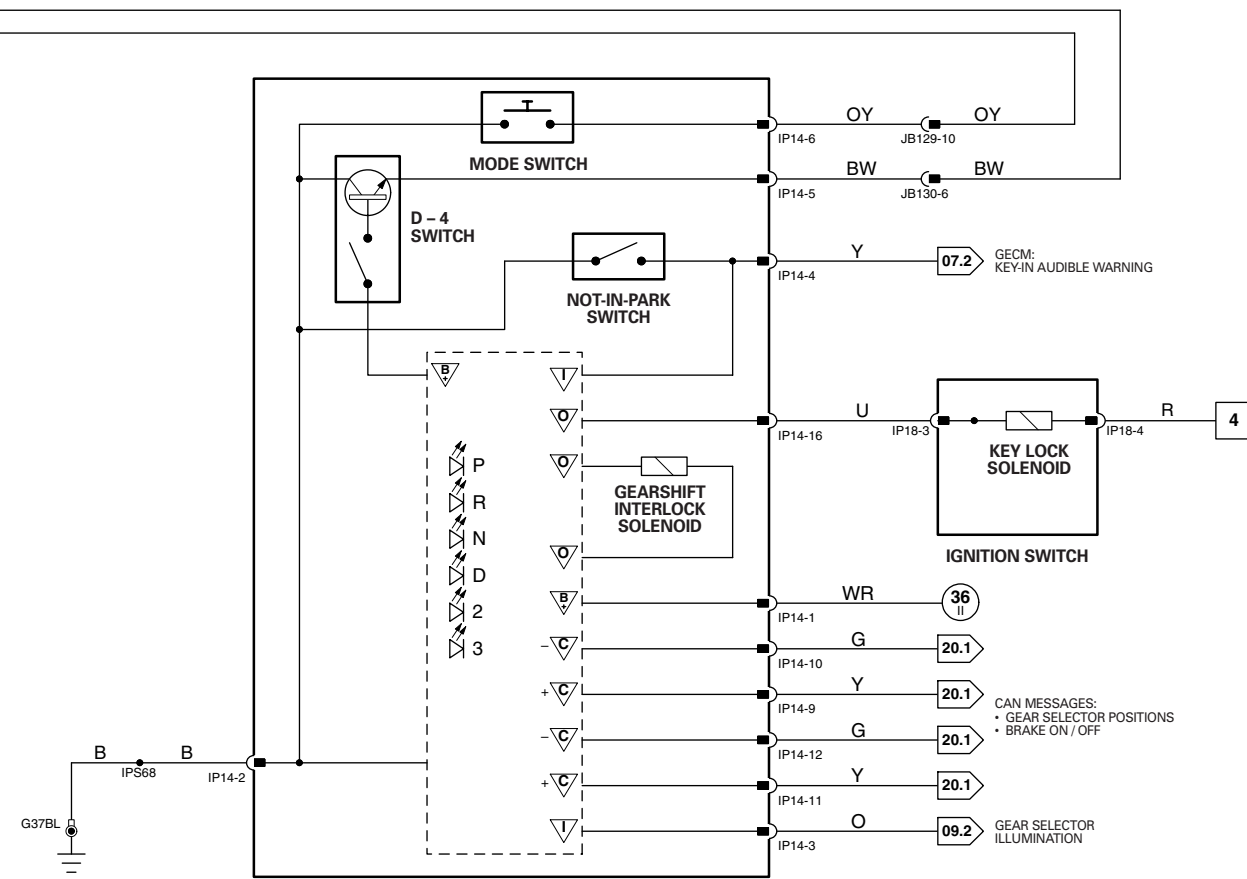 OY
OY
IP14-6
JB129-10
MODE SWITCH
BW
BW
IP14-5
JB130-6
D – 4
SWITCH
Y
07.2
GECM:
KEY-IN AUDIBLE WARNING
IP14-4
NOT-IN-PARK
SWITCH
B
+
I
O
U
R
4
IP14-16
IP18-3
IP18-4
KEY LOCK
SOLENOID
IGNITION SWITCH
O
GEARSHIFT
INTERLOCK
SOLENOID
O
P
R
N
D
2
3
B
+
WR
36
II
IP14-1
– C
G
20.1
IP14-10
+ C
Y
20.1
IP14-9
CAN MESSAGES:
• GEAR SELECTOR POSITIONS
• BRAKE ON / OFF
– C
G
20.1
IP14-12
+ C
Y
20.1
IP14-11
I
O
09.2
GEAR SELECTOR
ILLUMINATION
IP14-3
B
B
IPS68
IP14-2
G37BL